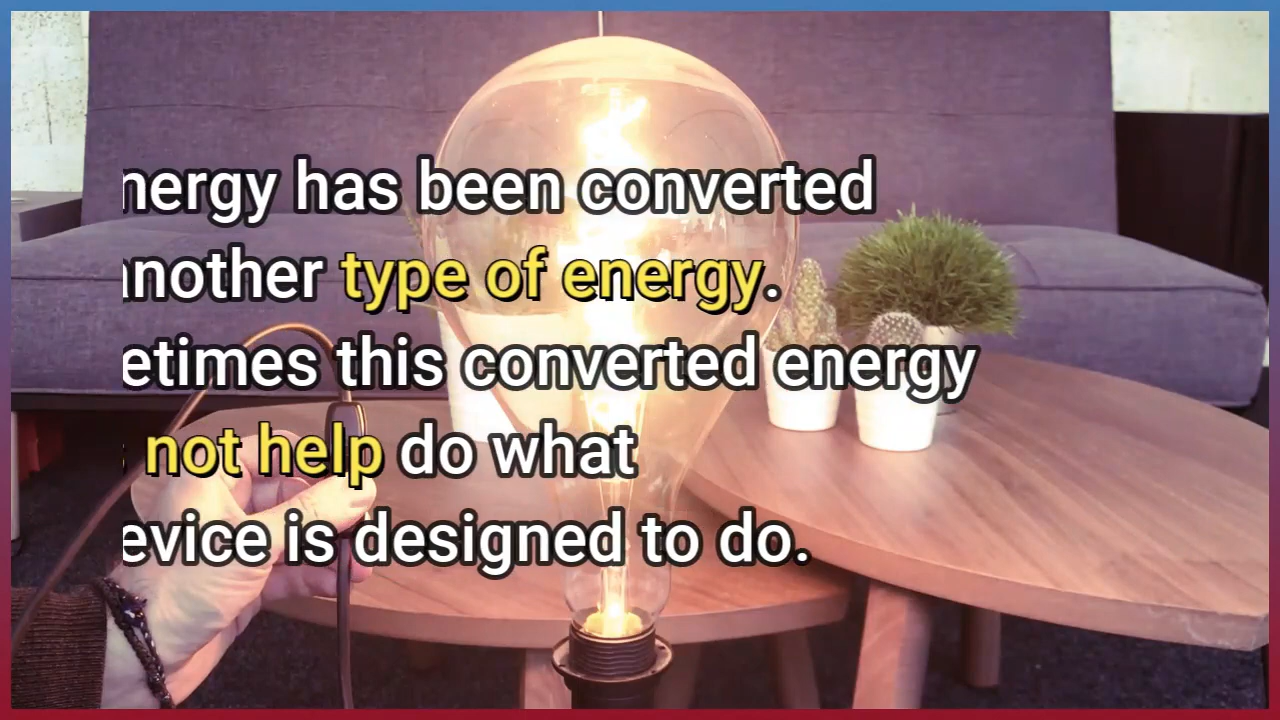 nergy has been converted
nother type of energy.
etimes this converted energy
not help do what
evice is designed to do.